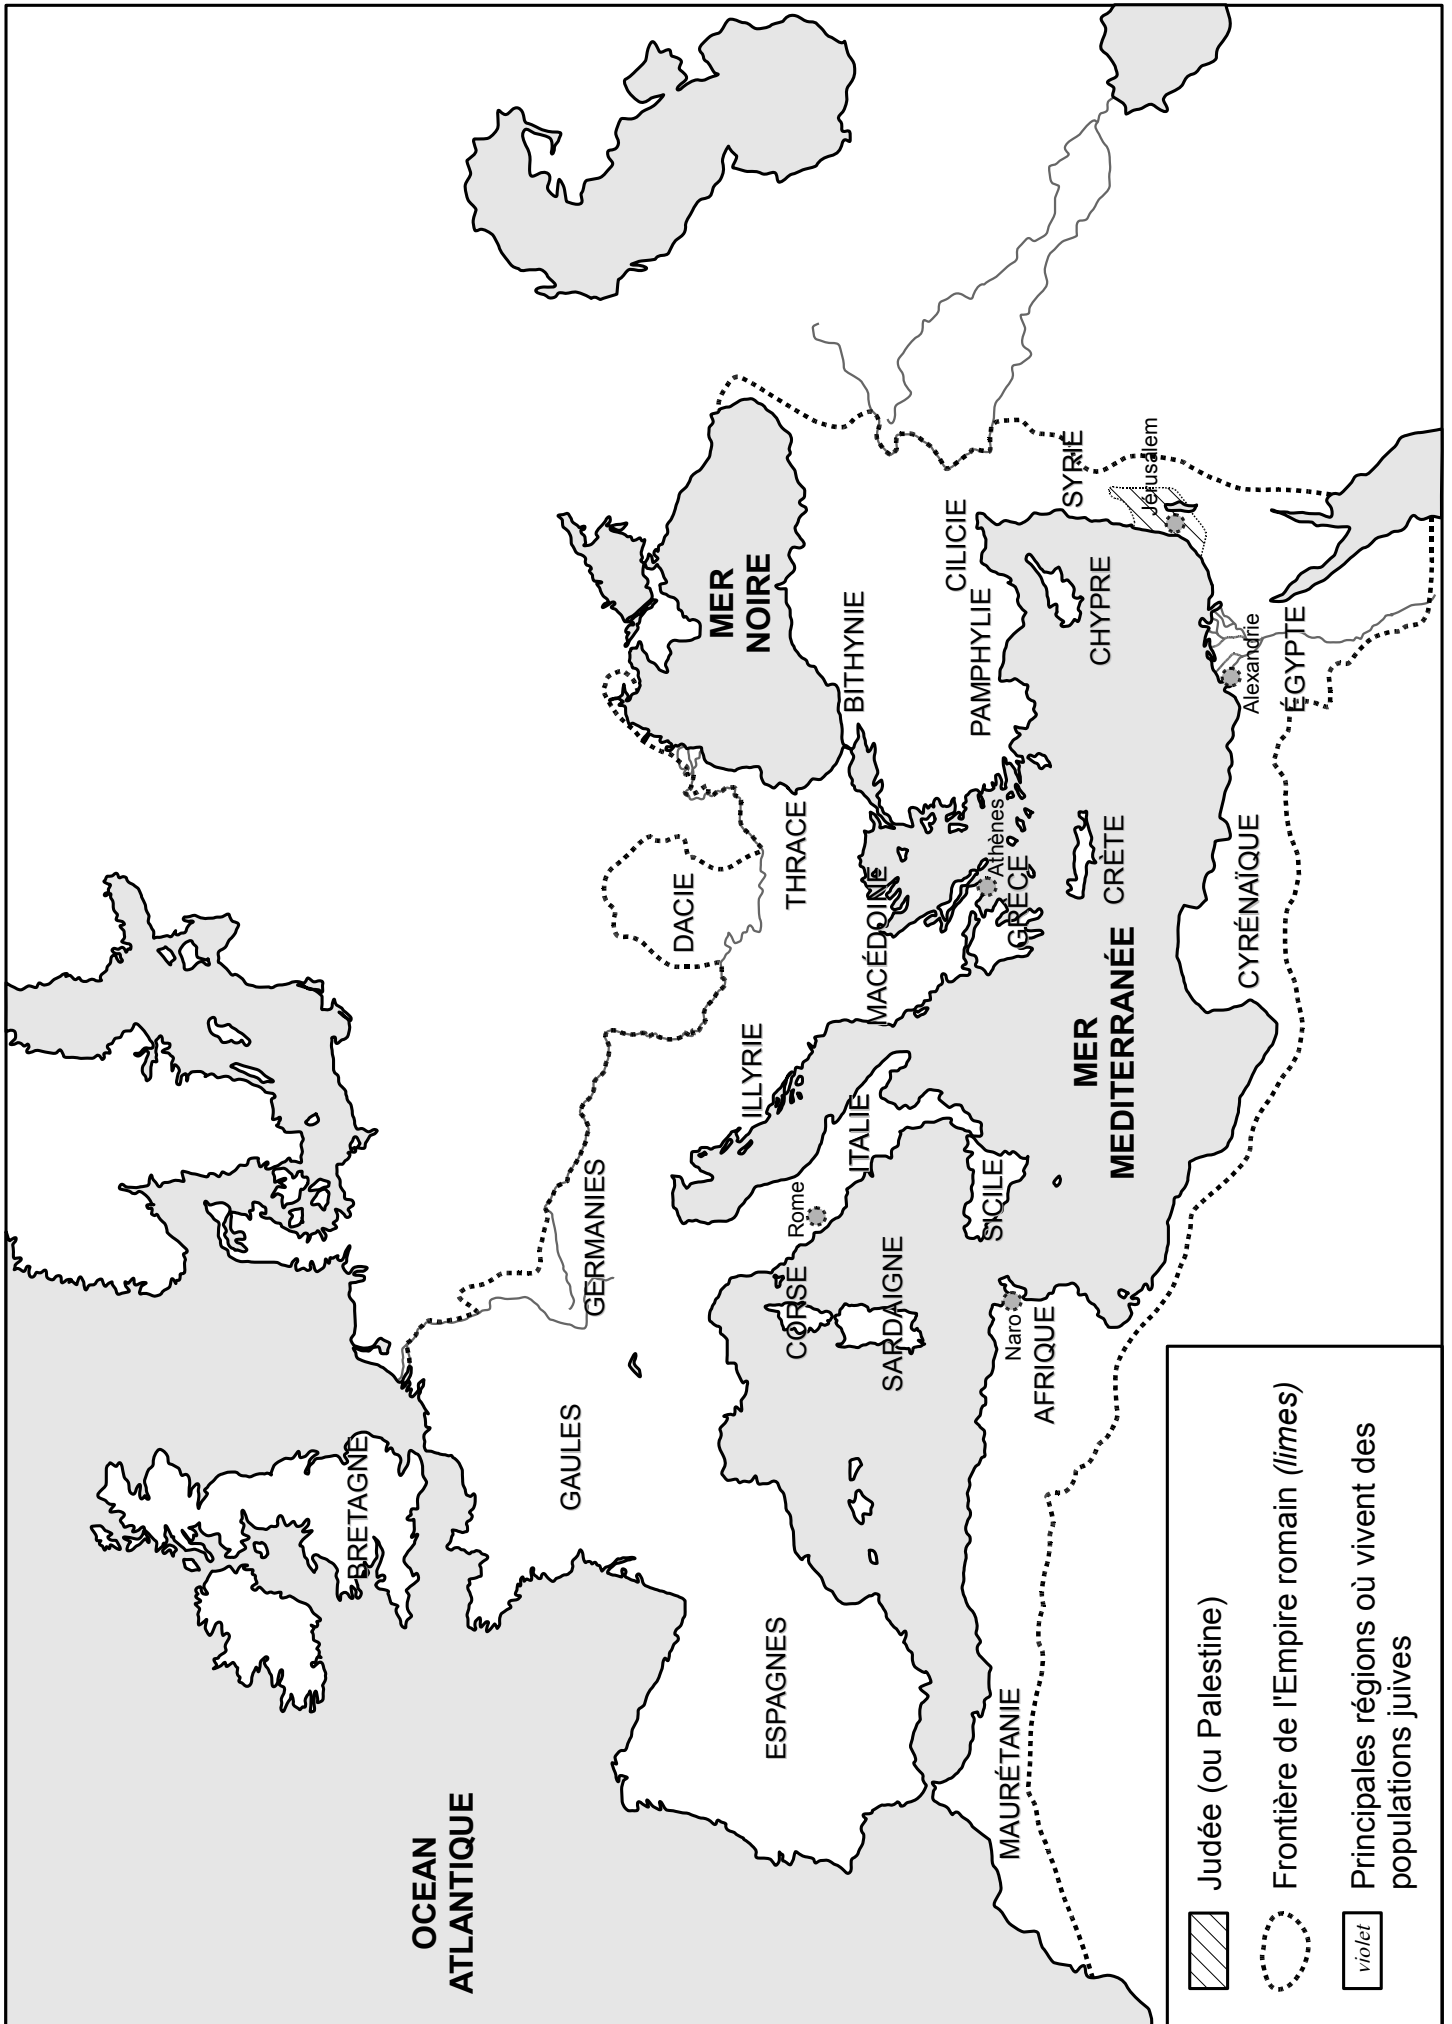 OCEAN
ATLANTIQUE
BRETAGNE
GAULES
GERMANIES
ESPAGNES
MAURÉTANIE
AFRIQUE
Naro
CORSE
SARDAIGNE
Rome
ITALIE
SICILE
ILLYRIE
DACIE
THRACE
MACÉDOINE
GRÈCE
Athènes
CRÈTE
MER
MEDITERRANÉE
CYRÉNAÏQUE
MER
NOIRE
BITHYNIE
PAMPHYLIE
CILICIE
CHYPRE
SYRIE
Jérusalem
Alexandrie
ÉGYPTE
Judée (ou Palestine)
Frontière de l'Empire romain (limes)
violet
Principales régions où vivent des
populations juives